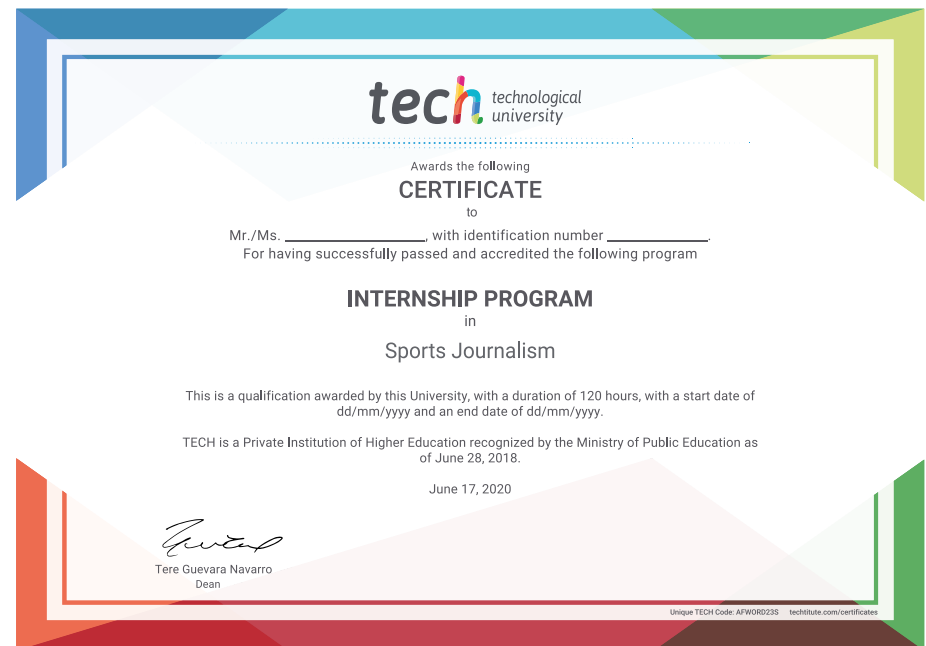 tech technological
university
Awards the following
CERTIFICATE
to
Mr./Ms. ____________________, with identification number ______________.
For having successfully passed and accredited the following program
INTERNSHIP PROGRAM
in
Sports Journalism
This is a qualification awarded by this University, with a duration of 120 hours, with a start date of
dd/mm/yyyy and an end date of dd/mm/yyyy.
TECH is a Private Institution of Higher Education recognized by the Ministry of Public Education as
of June 28, 2018.
June 17, 2020
Tere Guevara Navarro
Dean
Unique TECH Code: AFWORD23S techtitute.com/certificates